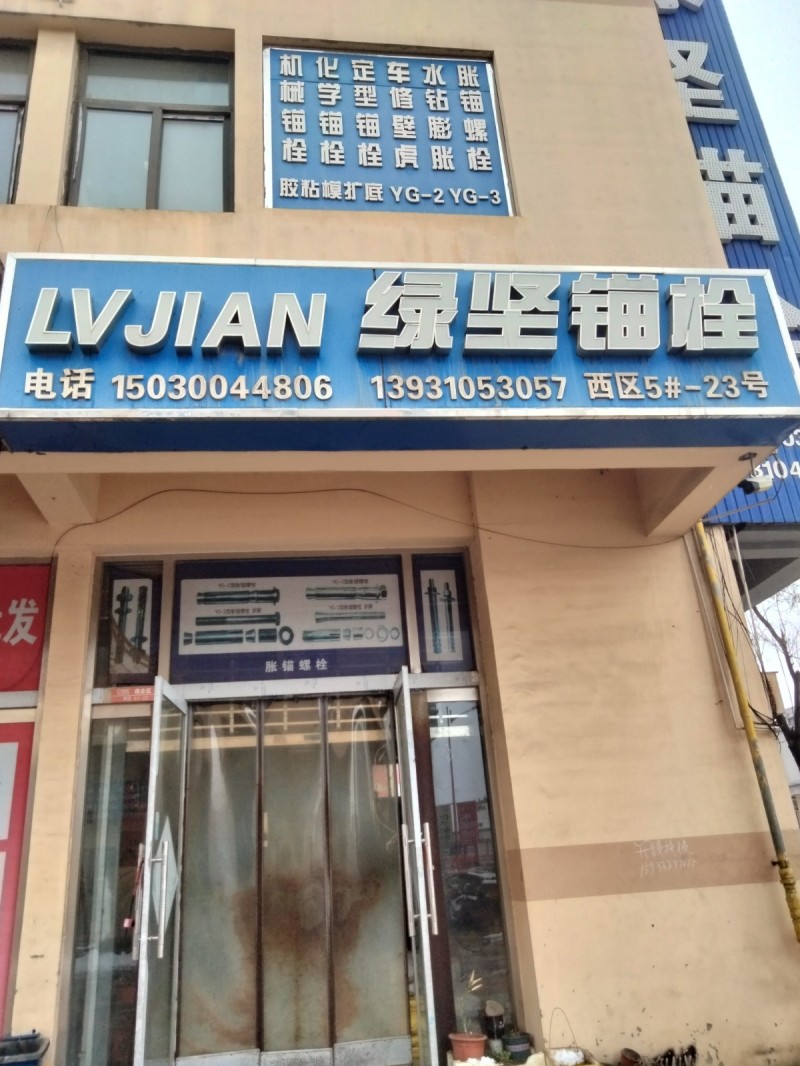 机 化 定 车 水 胀
械 学 型 修 钻 锚
锚 锚 锚 壁 膨 螺
栓 栓 栓 虎 胀 栓
胶粘模扩底 YG-2 YG-3
坚
LVJIAN 绿坚锚栓
电话 15030044806 13931053057 西区5#-23号
发
胀锚螺栓